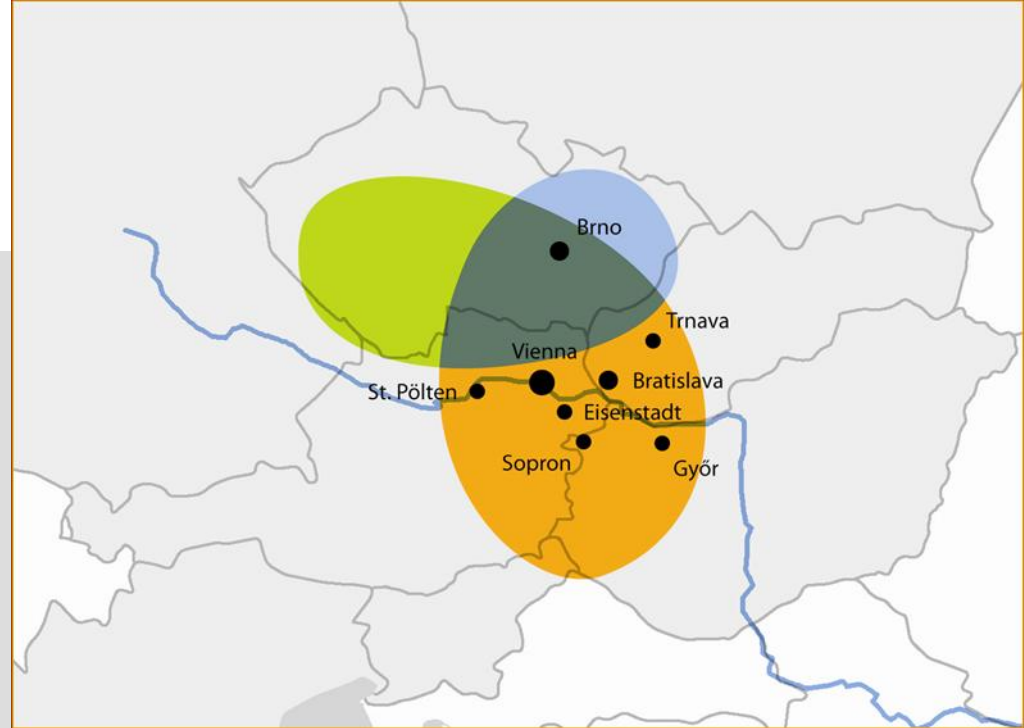 Brno
Trnava
Vienna
St. Pölten
Bratislava
Eisenstadt
Sopron
Győr